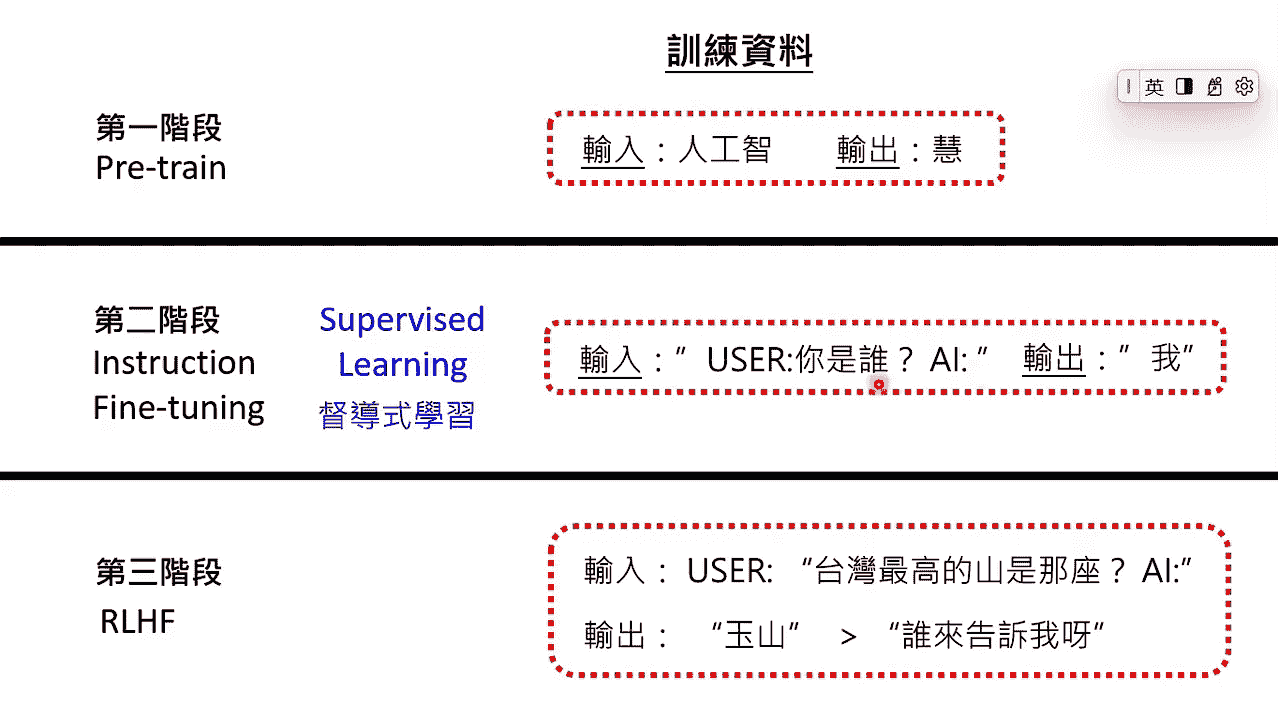 訓練資料
英
第一階段
Pre-train
輸入：人工智 輸出：慧
第二階段
Instruction
Fine-tuning
Supervised
Learning
督導式學習
輸入：” USER:你是誰？ AI: ” 輸出：” 我”
第三階段
RLHF
輸入： USER: “台灣最高的山是那座？ AI:”
輸出： “玉山” > “誰來告訴我呀”